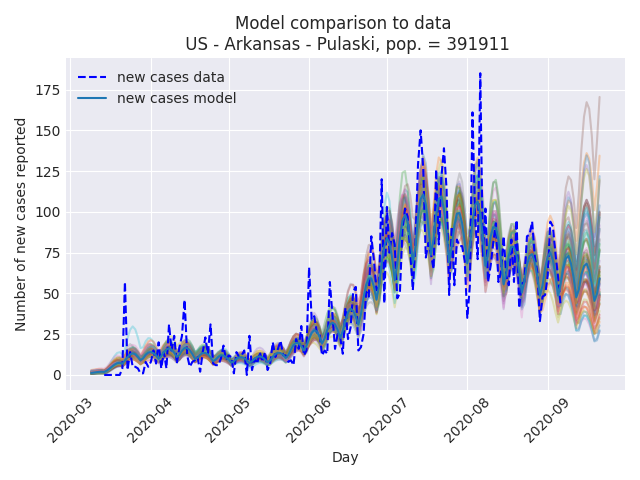 Model comparison to data
US - Arkansas - Pulaski, pop. = 391911
new cases data
new cases model
Number of new cases reported
175
150
125
100
75
50
25
0
2020-03
2020-04
2020-05
2020-06
2020-07
2020-08
2020-09
Day